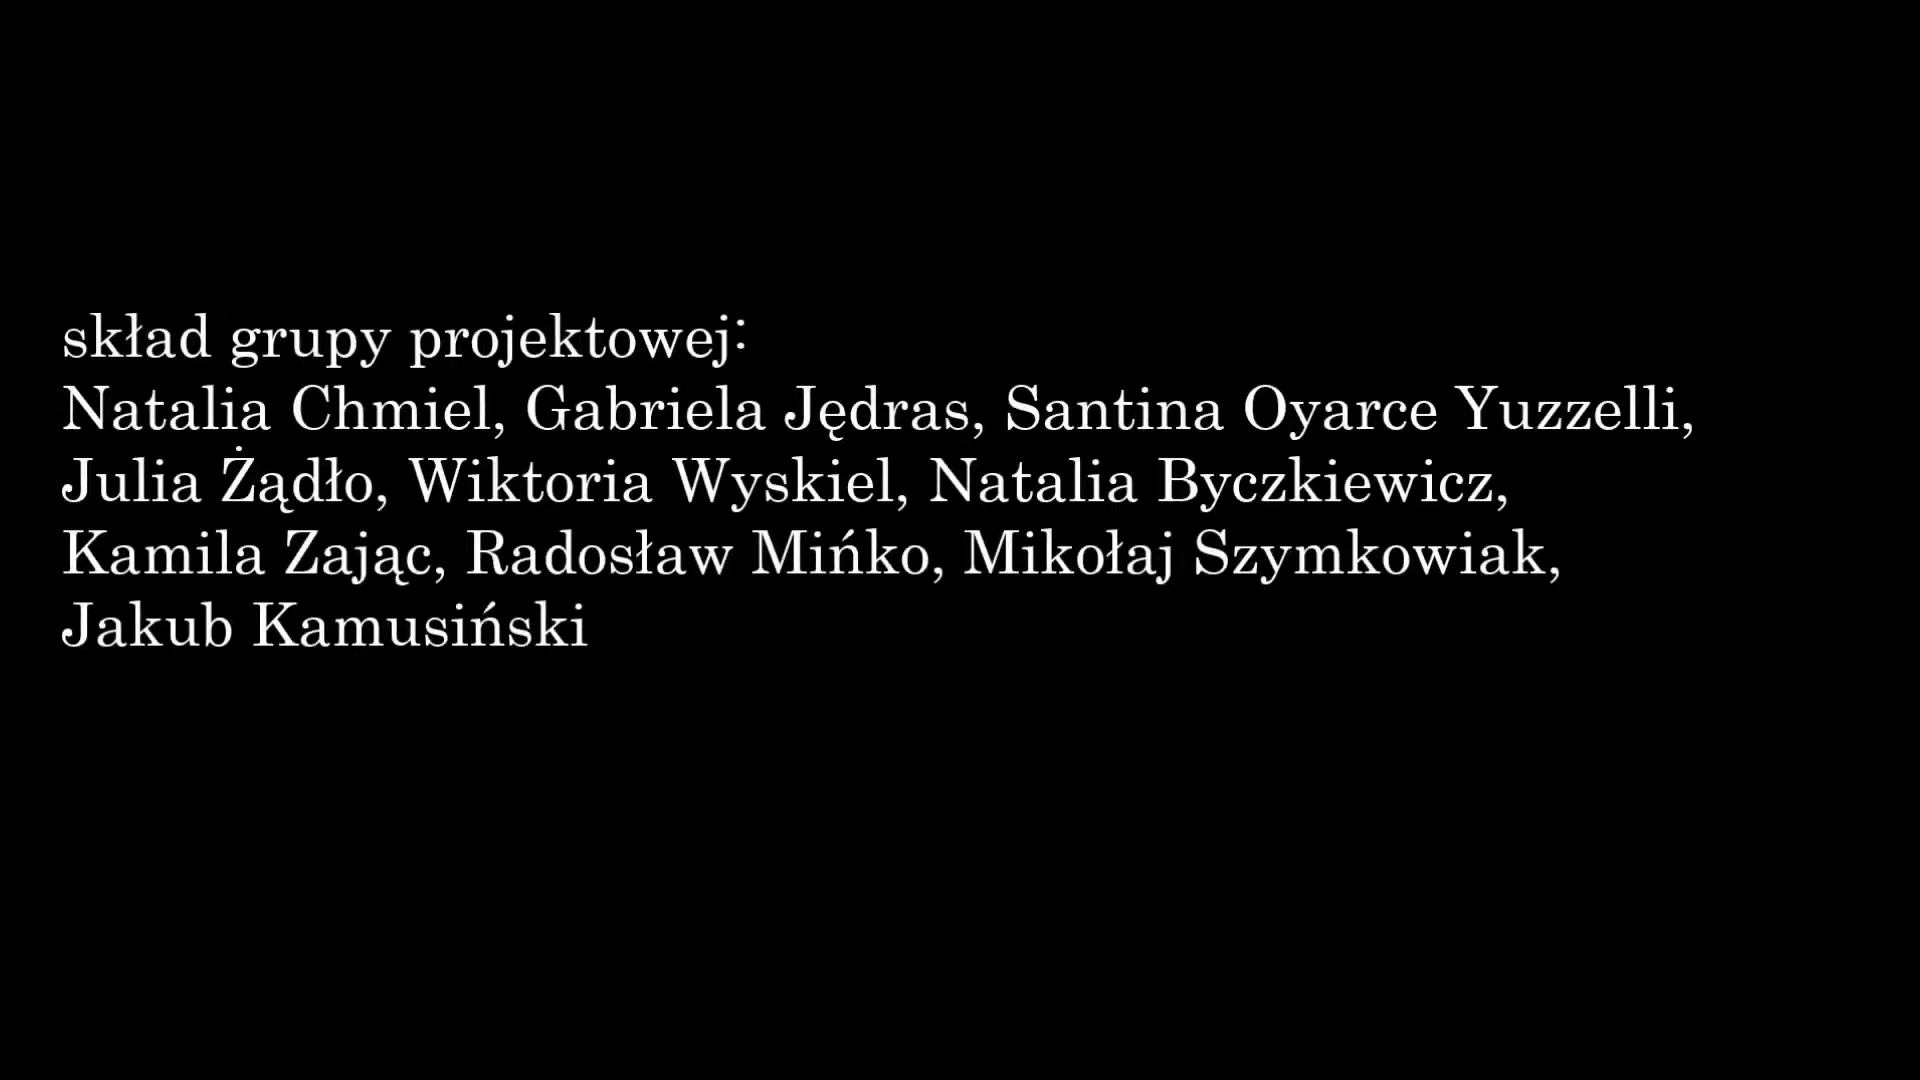 skład grupy projektowej:
Natalia Chmiel, Gabriela Jędras, Santina Oyarce Yuzzelli,
Julia Żądło, Wiktoria Wyskiel, Natalia Byczkiewicz,
Kamila Zając, Radosław Mińko, Mikołaj Szymkowiak,
Jakub Kamusiński